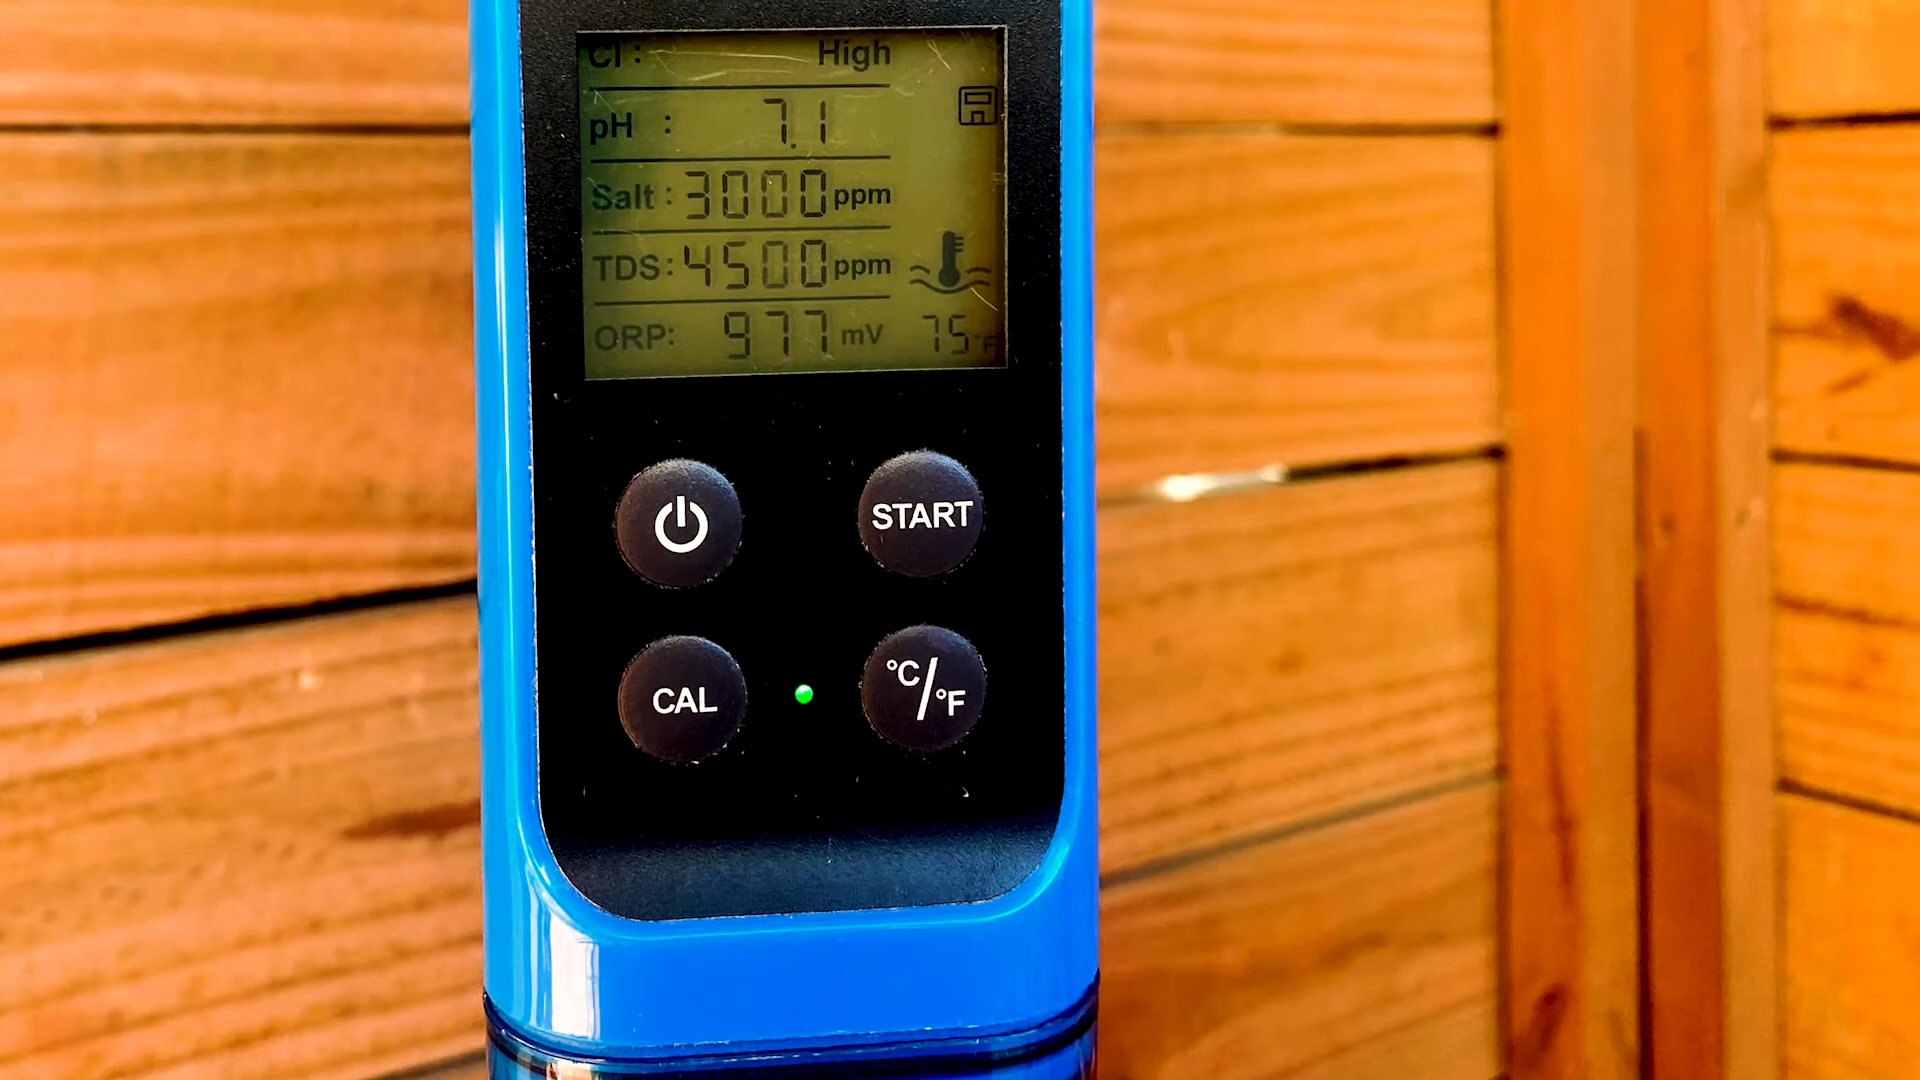 Cl : High
pH : 7.1
Salt : 3000 ppm
TDS : 4500 ppm
ORP: 977 mV 75°F
START
CAL
°C/°F